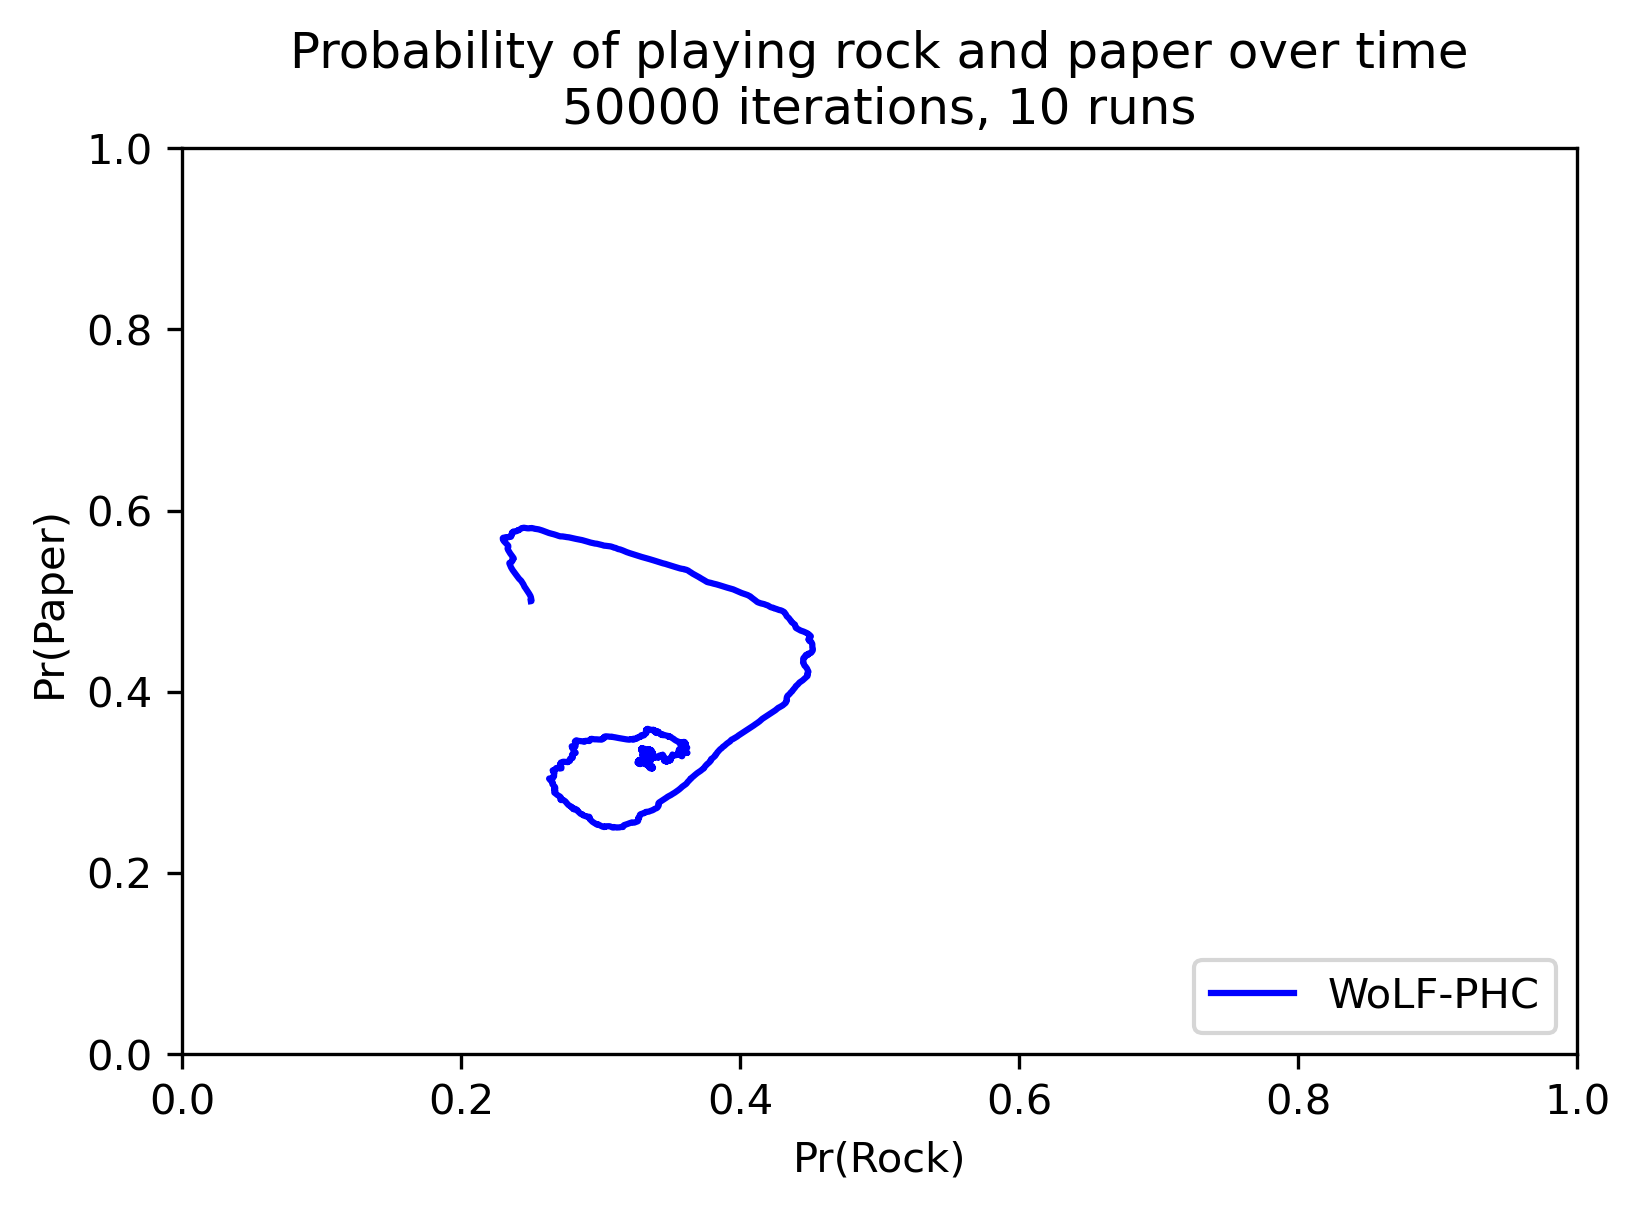 Probability of playing rock and paper over time
50000 iterations, 10 runs
1.0
0.8
0.6
0.4
0.2
0.0
Pr(Paper)
0.0 0.2 0.4 0.6 0.8 1.0
Pr(Rock)
WoLF-PHC